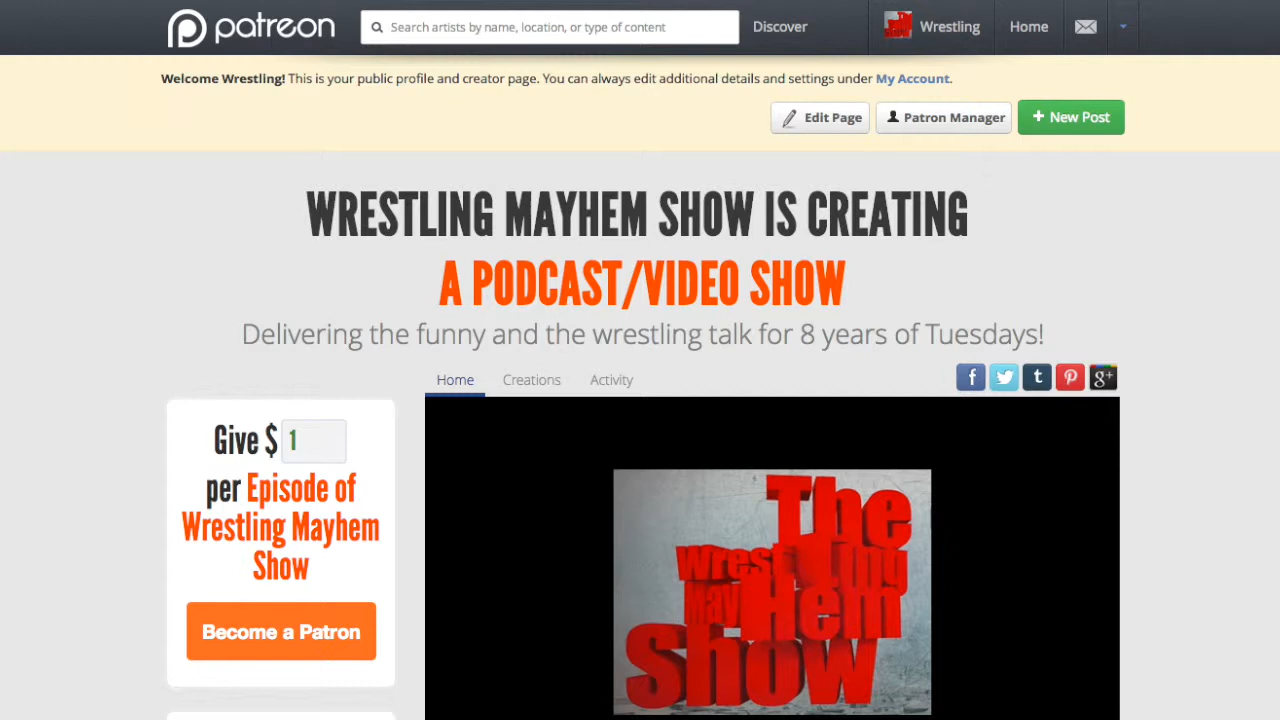 patreon
Search artists by name, location, or type of content
Discover
Wrestling
Home
Welcome Wrestling! This is your public profile and creator page. You can always edit additional details and settings under My Account.
Edit Page
Patron Manager
+ New Post
WRESTLING MAYHEM SHOW IS CREATING
A PODCAST/VIDEO SHOW
Delivering the funny and the wrestling talk for 8 years of Tuesdays!
Home
Creations
Activity
f
t
g+
Give $ 1
per Episode of
Wrestling Mayhem
Show
Become a Patron
The
Wrestling
MayHem
Show